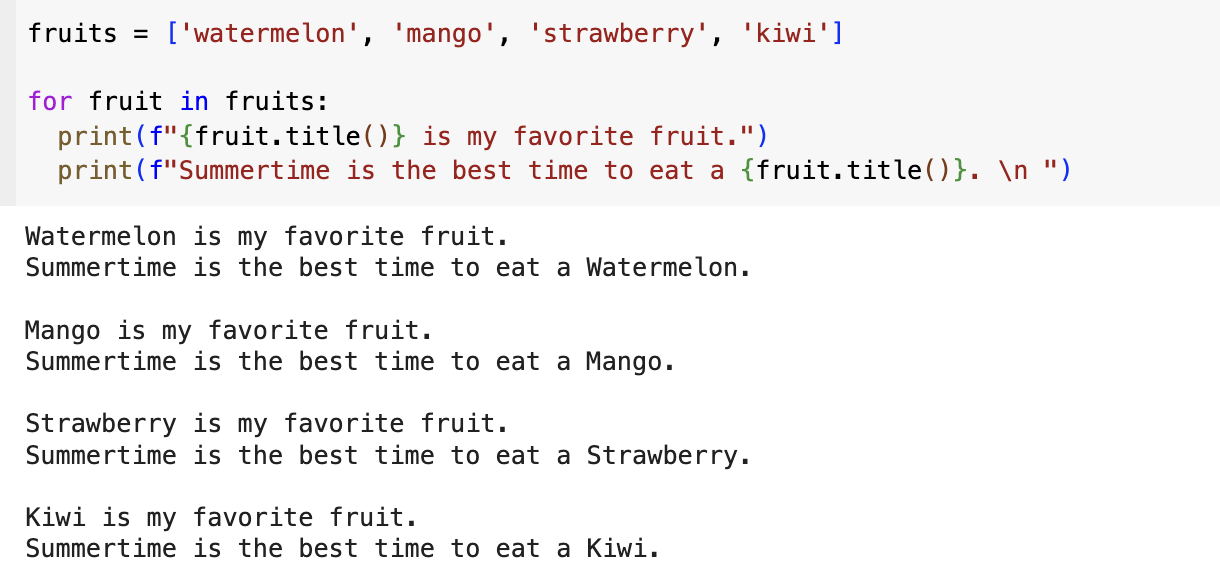 fruits = ['watermelon', 'mango', 'strawberry', 'kiwi']
for fruit in fruits:
  print(f"{fruit.title()} is my favorite fruit.")
  print(f"Summertime is the best time to eat a {fruit.title()}. \n ")
Watermelon is my favorite fruit.
Summertime is the best time to eat a Watermelon.
Mango is my favorite fruit.
Summertime is the best time to eat a Mango.
Strawberry is my favorite fruit.
Summertime is the best time to eat a Strawberry.
Kiwi is my favorite fruit.
Summertime is the best time to eat a Kiwi.